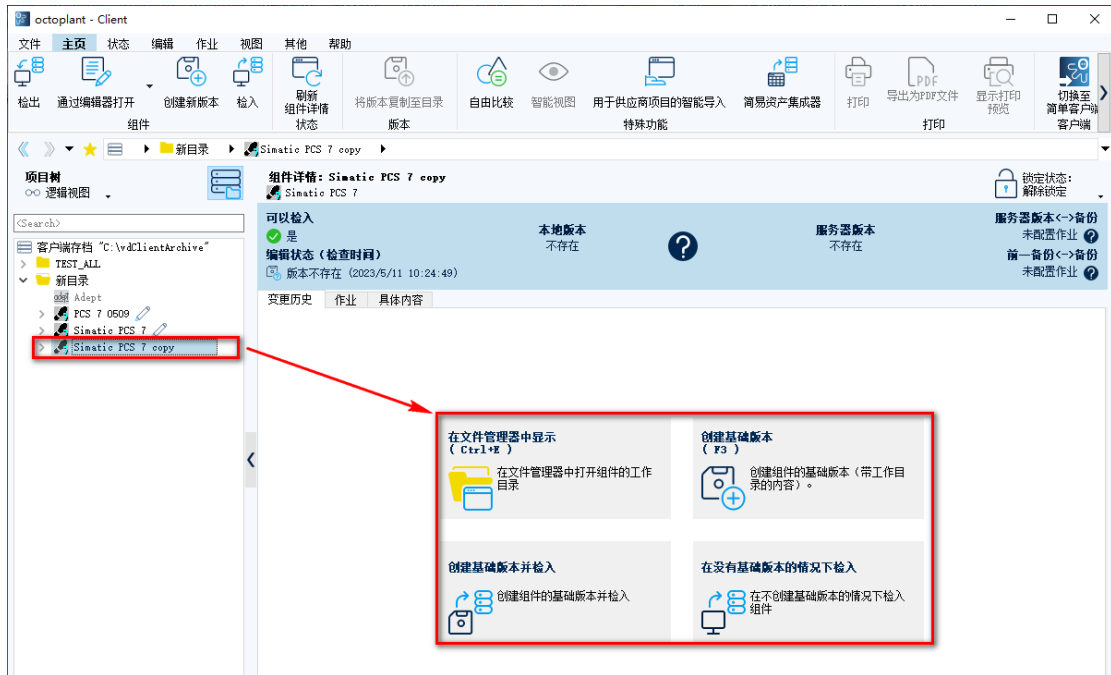 octoplant - Client
文件 主页 状态 编辑 作业 视图 其他 帮助
检出 通过编辑器打开 创建新版本 检入
组件
刷新
组件详情
状态
将版本复制至目录
版本
自由比较 智能视图 用于供应商项目的智能导入 简易资产集成器
特殊功能
打印 导出为PDF文件 显示打印
预览
打印
切换至
简单客户端
客户端
新目录 Simatic PCS 7 copy
项目树
逻辑视图
<Search>
客户端存档 "C:\vdClientArchive"
TEST_ALL
新目录
Adept
PCS 7 0509
Simatic PCS 7
Simatic PCS 7 copy
组件详情: Simatic PCS 7 copy
Simatic PCS 7
锁定状态:
解除锁定
可以检入
是
编辑状态 (检查时间)
版本不存在 (2023/5/11 10:24:49)
本地版本
不存在
服务器版本
不存在
服务器版本<->备份
未配置作业
前一备份<->备份
未配置作业
变更历史 作业 具体内容
在文件管理器中显示
( Ctrl+E )
在文件管理器中打开组件的工作
目录
创建基础版本
( F3 )
创建组件的基础版本（带工作目
录的内容）。
创建基础版本并检入
创建组件的基础版本并检入
在没有基础版本的情况下检入
在不创建基础版本的情况下检入
组件